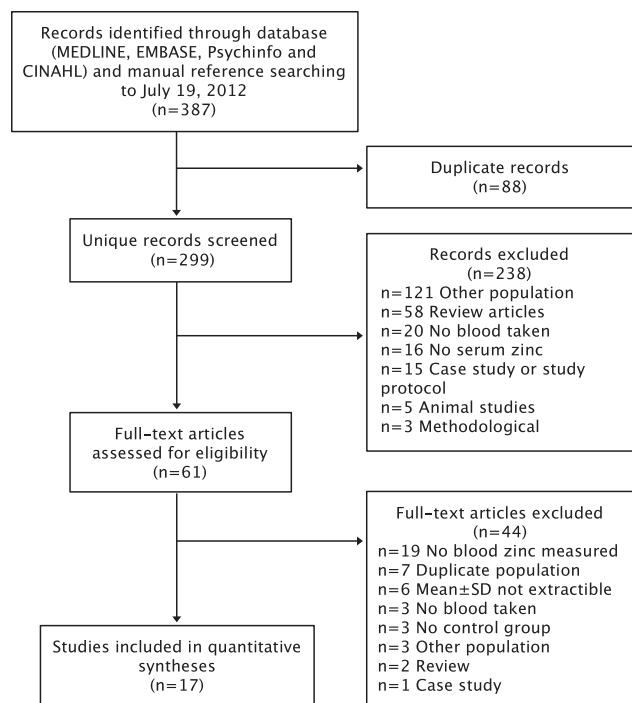 Records identified through database
(MEDLINE, EMBASE, Psychinfo and
CINAHL) and manual reference searching
to July 19, 2012
(n=387)
Duplicate records
(n=88)
Unique records screened
(n=299)
Records excluded
(n=238)
n=121 Other population
n=58 Review articles
n=20 No blood taken
n=16 No serum zinc
n=15 Case study or study
protocol
n=5 Animal studies
n=3 Methodological
Full-text articles
assessed for eligibility
(n=61)
Full-text articles excluded
(n=44)
n=19 No blood zinc measured
n=7 Duplicate population
n=6 Mean±SD not extractible
n=3 No blood taken
n=3 No control group
n=3 Other population
n=2 Review
n=1 Case study
Studies included in quantitative
syntheses
(n=17)